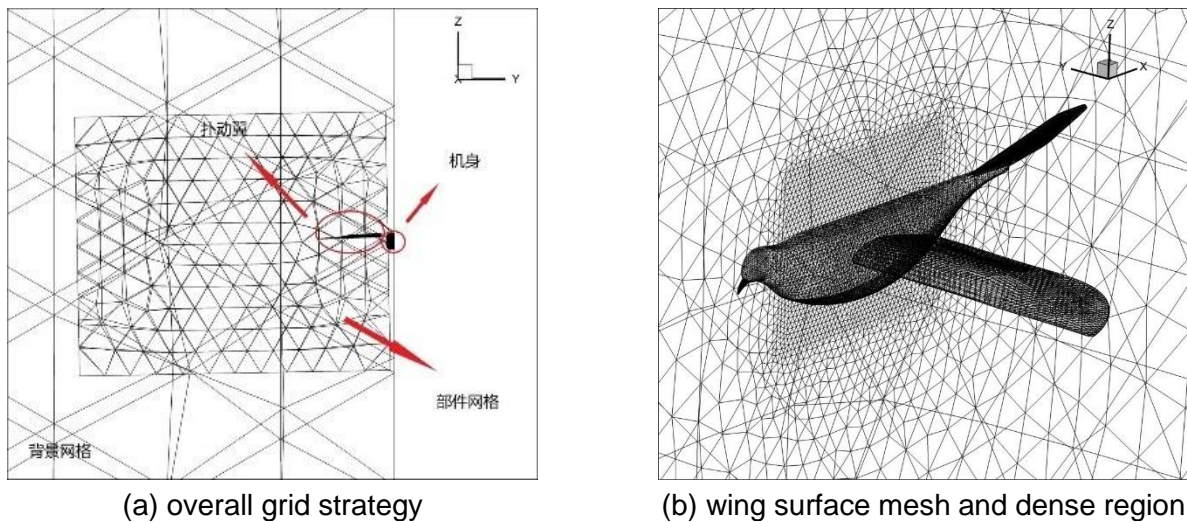 Z
X
Y
扑动翼
机身
部件网格
背景网格
Z
Y
X
(a) overall grid strategy
(b) wing surface mesh and dense region